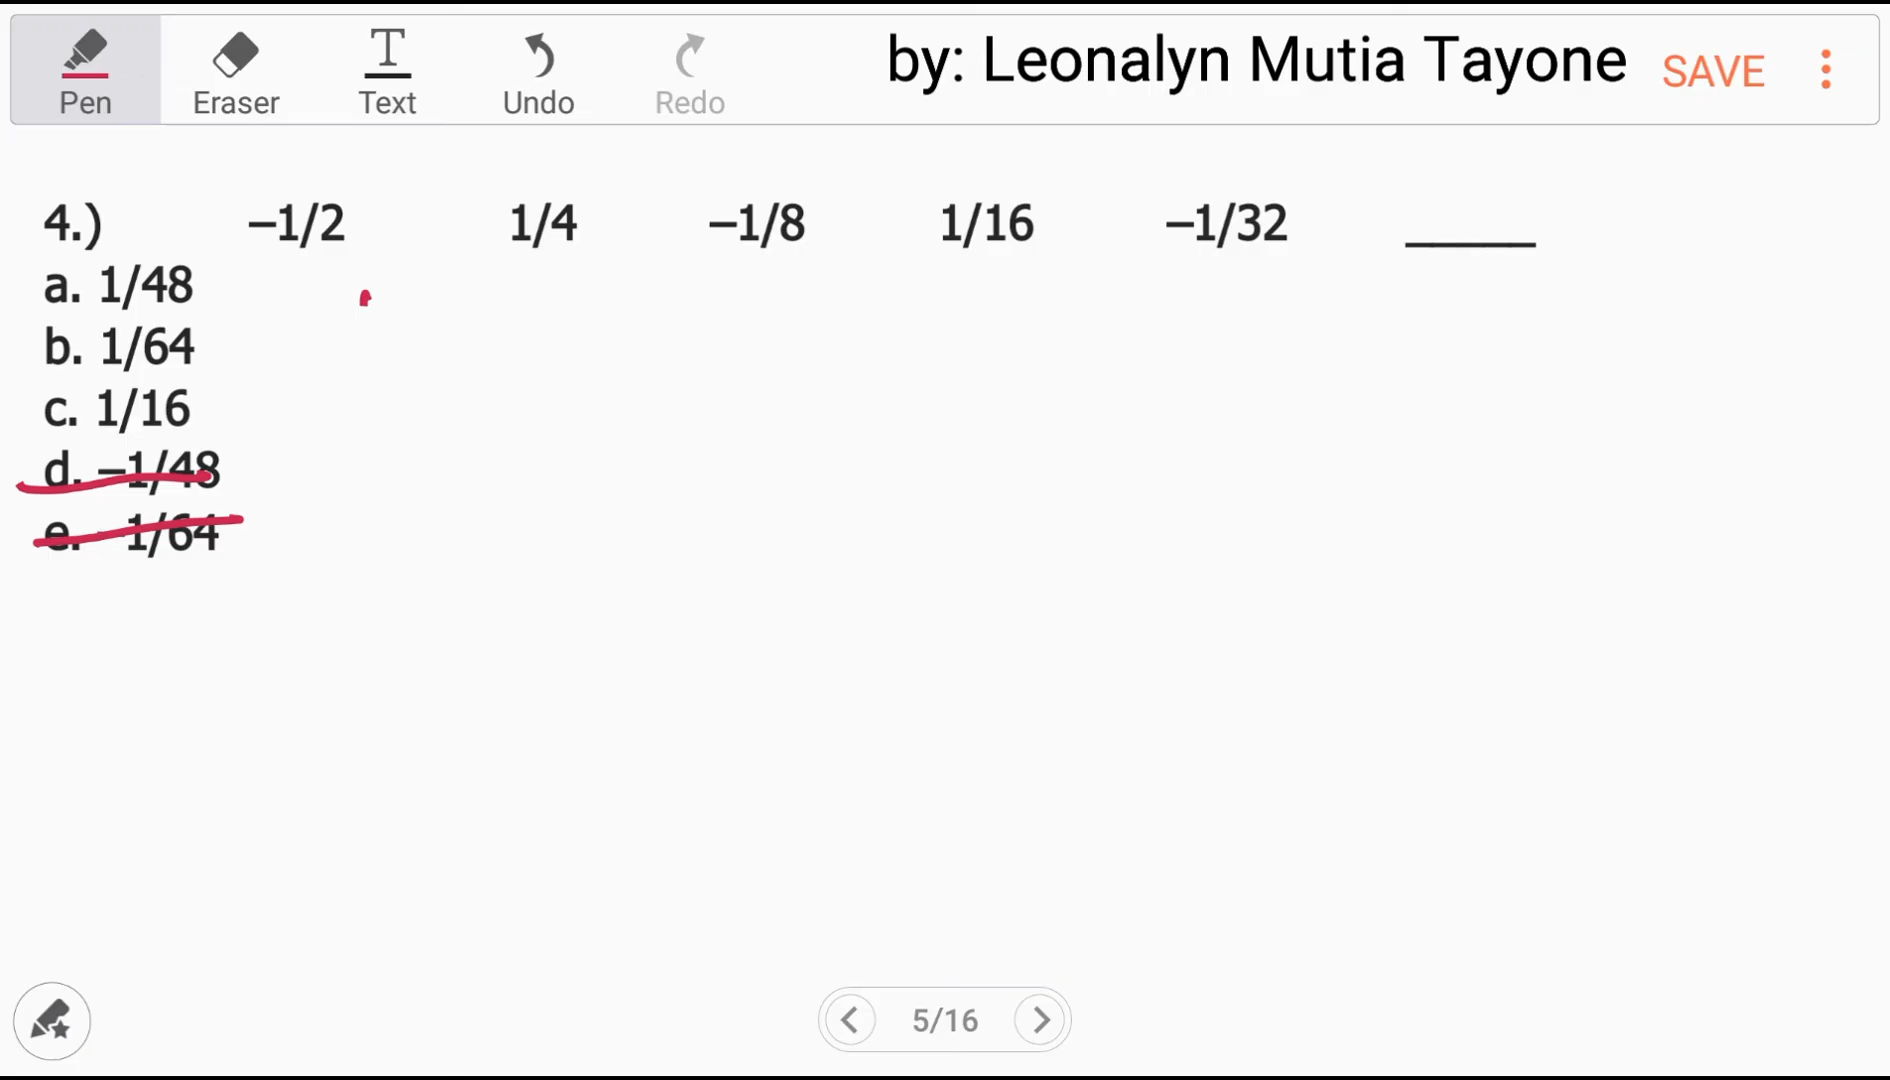 by: Leonalyn Mutia Tayone SAVE
Pen Eraser Text Undo Redo
4.) –1/2 1/4 –1/8 1/16 –1/32 _____
a. 1/48
b. 1/64
c. 1/16
d. –1/48
e. –1/64
5/16